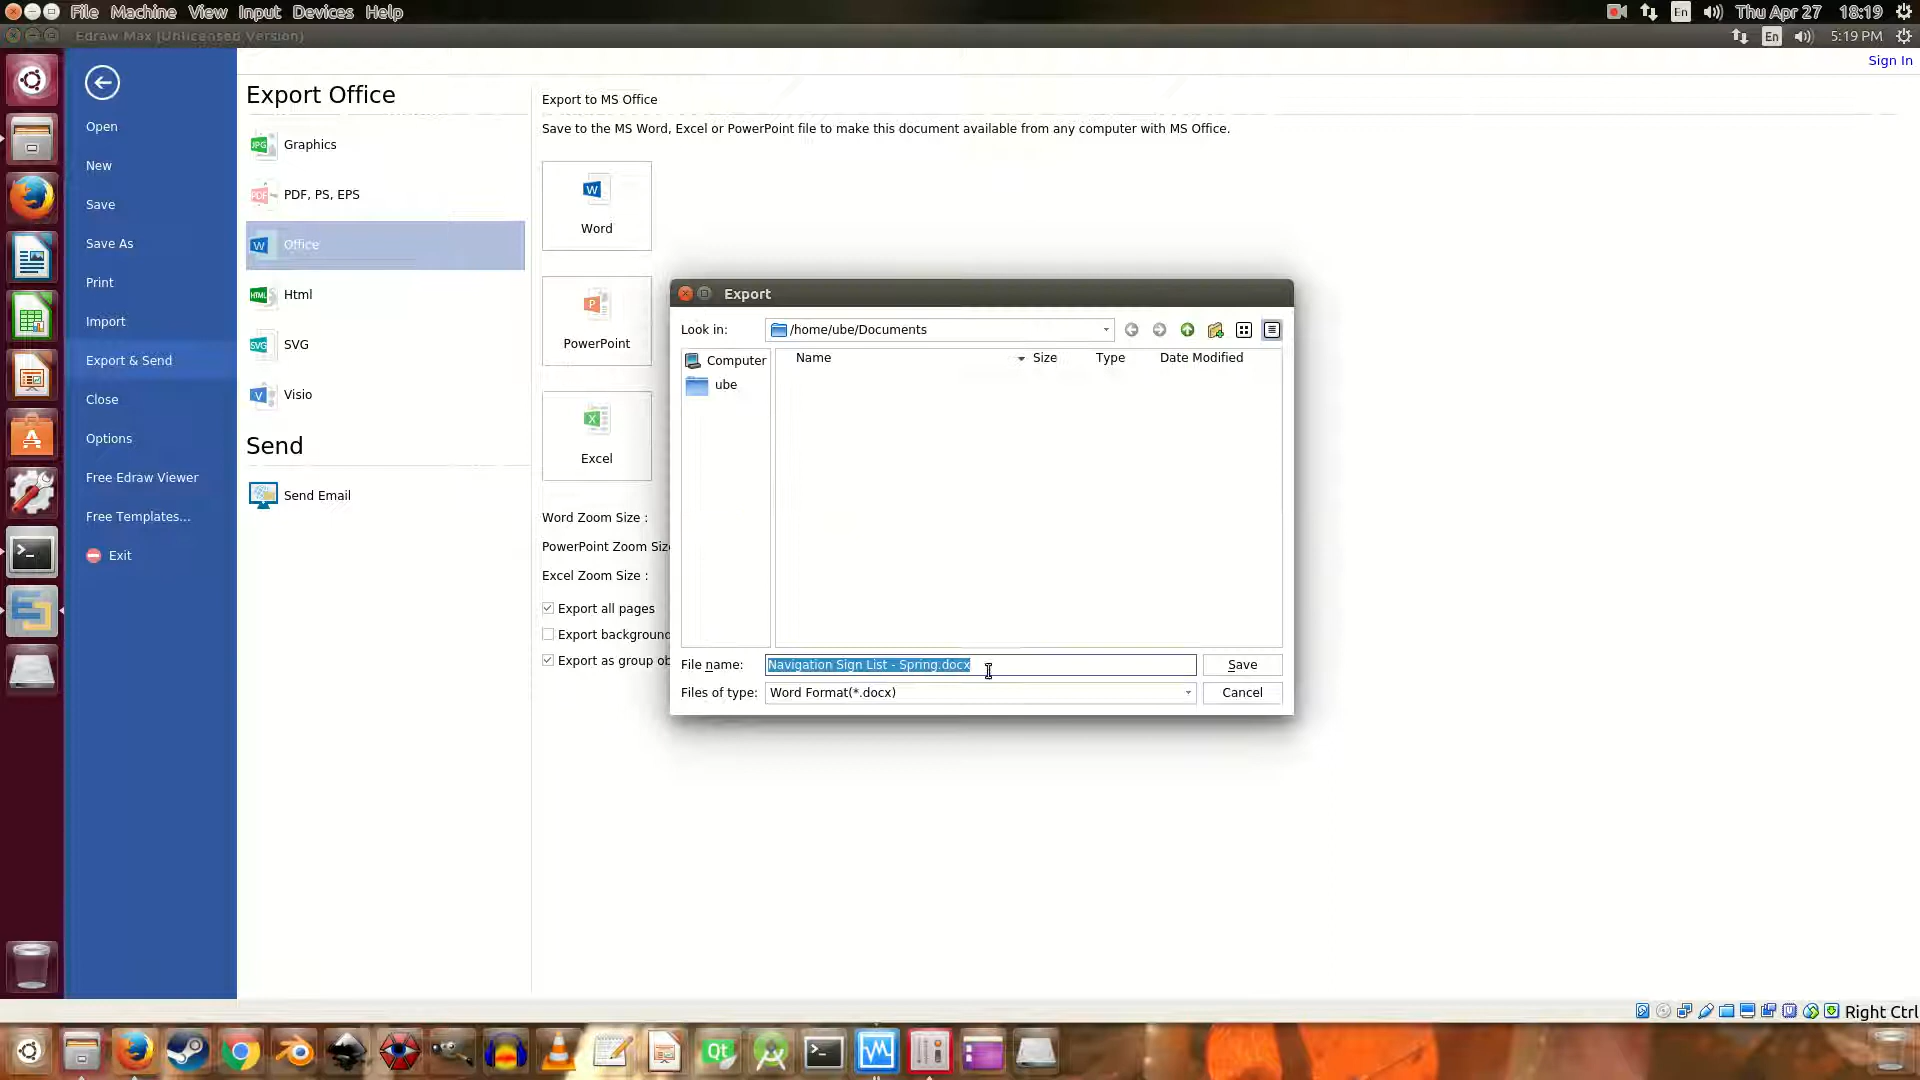 File Machine View Input Devices Help
En Thu Apr 27 18:19
Edraw Max (Unlicensed Version)
En 5:19 PM
Sign In
Open
New
Save
Save As
Print
Import
Export & Send
Close
Options
Free Edraw Viewer
Free Templates...
Exit
Export Office
JPG Graphics
PDF PDF, PS, EPS
W Office
HTML Html
SVG SVG
V Visio
Send
Send Email
Export to MS Office
Save to the MS Word, Excel or PowerPoint file to make this document available from any computer with MS Office.
W
Word
P
PowerPoint
X
Excel
Word Zoom Size :
PowerPoint Zoom Siz
Excel Zoom Size :
Export all pages
Export background
Export as group ob
Export
Look in: /home/ube/Documents
Computer
ube
Name Size Type Date Modified
File name: Navigation Sign List - Spring.docx Save
Files of type: Word Format(*.docx) Cancel
Right Ctrl
Qt